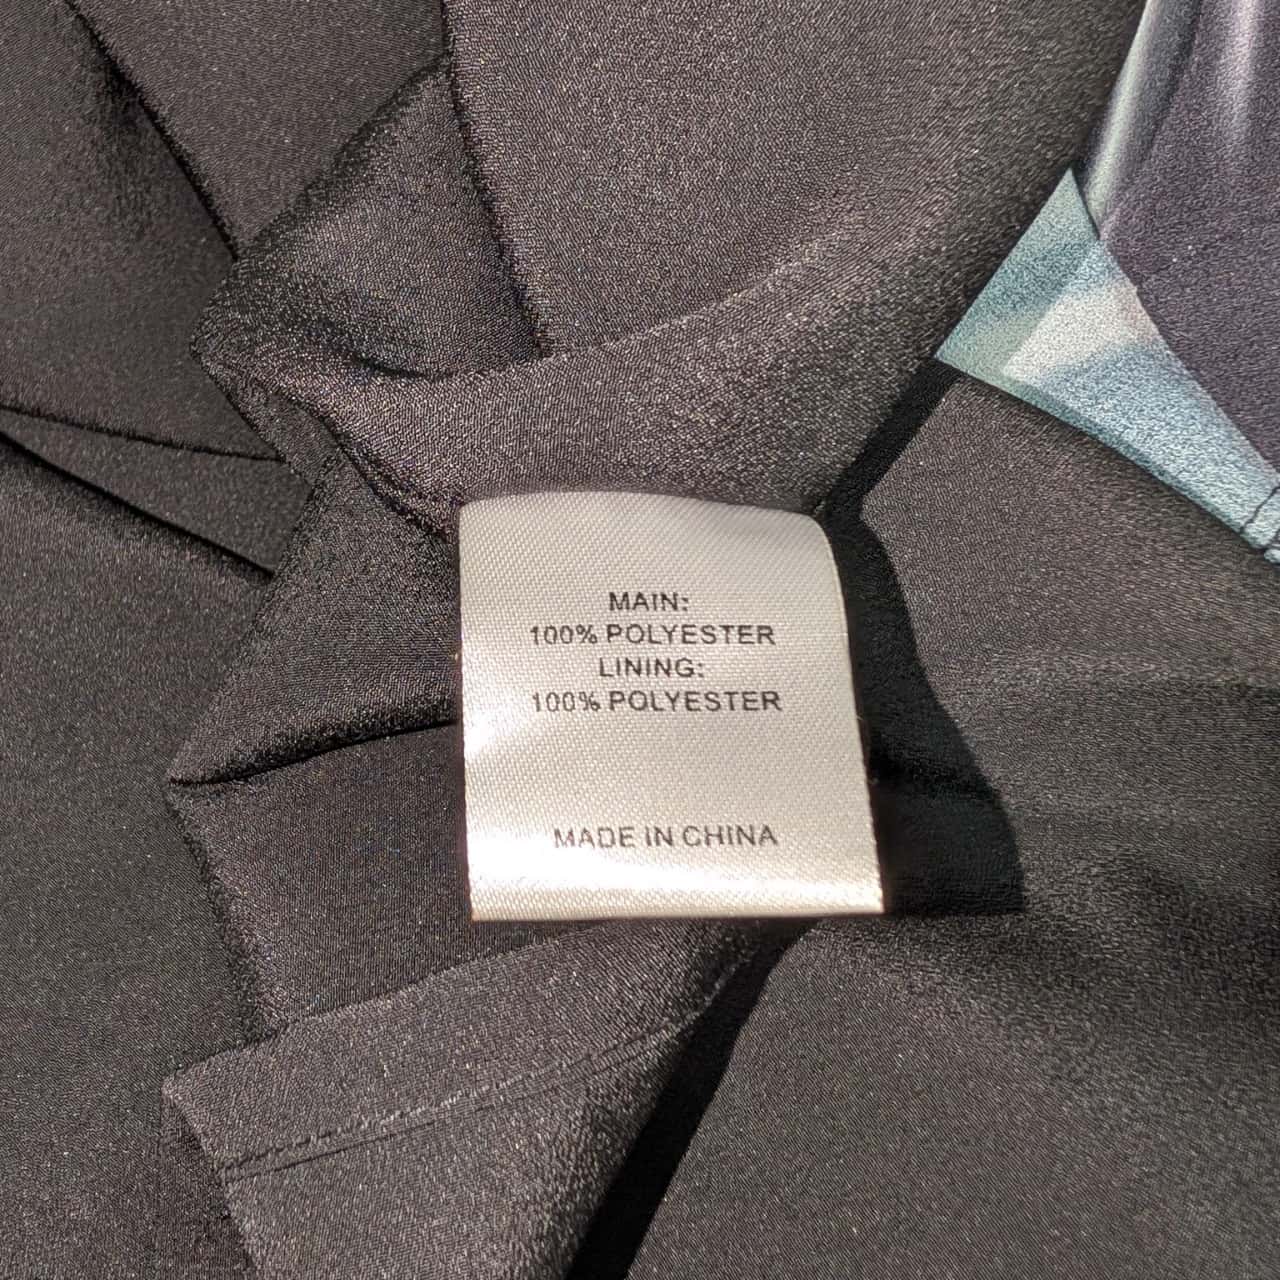 MAIN:
100% POLYESTER
LINING:
100% POLYESTER
MADE IN CHINA